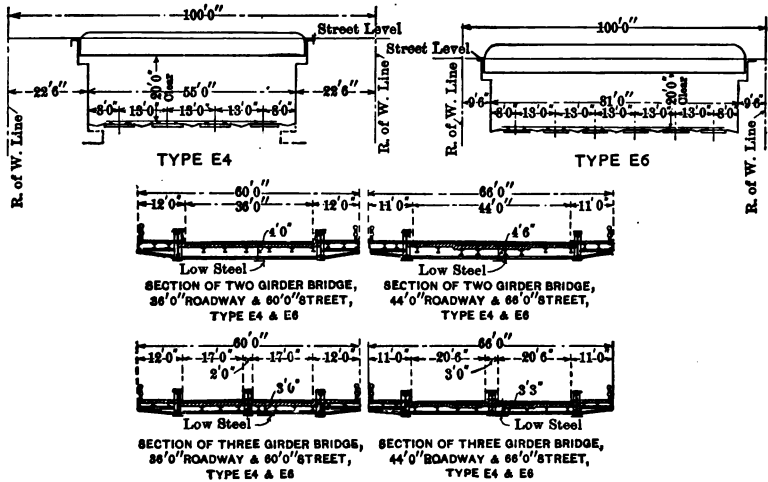 100'0"
Street Level
20'0" Clear
22'6" 55'0" 22'6"
8'0" 13'0" 13'0" 13'0" 8'0"
R. of W. Line
R. of W. Line
TYPE E4
100'0"
Street Level
20'0" Clear
9'6" 81'0" 9'6"
8'0" 13'0" 13'0" 13'0" 13'0" 13'0" 8'0"
R. of W. Line
R. of W. Line
TYPE E6
60'0"
12'0" 36'0" 12'0"
4'0"
Low Steel
SECTION OF TWO GIRDER BRIDGE,
36'0" ROADWAY & 60'0" STREET,
TYPE E4 & E6
66'0"
11'0" 44'0" 11'0"
4'6"
Low Steel
SECTION OF TWO GIRDER BRIDGE,
44'0" ROADWAY & 66'0" STREET,
TYPE E4 & E6
60'0"
12'0" 17'0" 17'0" 12'0"
2'0"
3'0"
Low Steel
SECTION OF THREE GIRDER BRIDGE,
36'0" ROADWAY & 60'0" STREET,
TYPE E4 & E6
66'0"
11'0" 20'6" 20'6" 11'0"
3'0"
3'3"
Low Steel
SECTION OF THREE GIRDER BRIDGE,
44'0" ROADWAY & 66'0" STREET,
TYPE E4 & E6